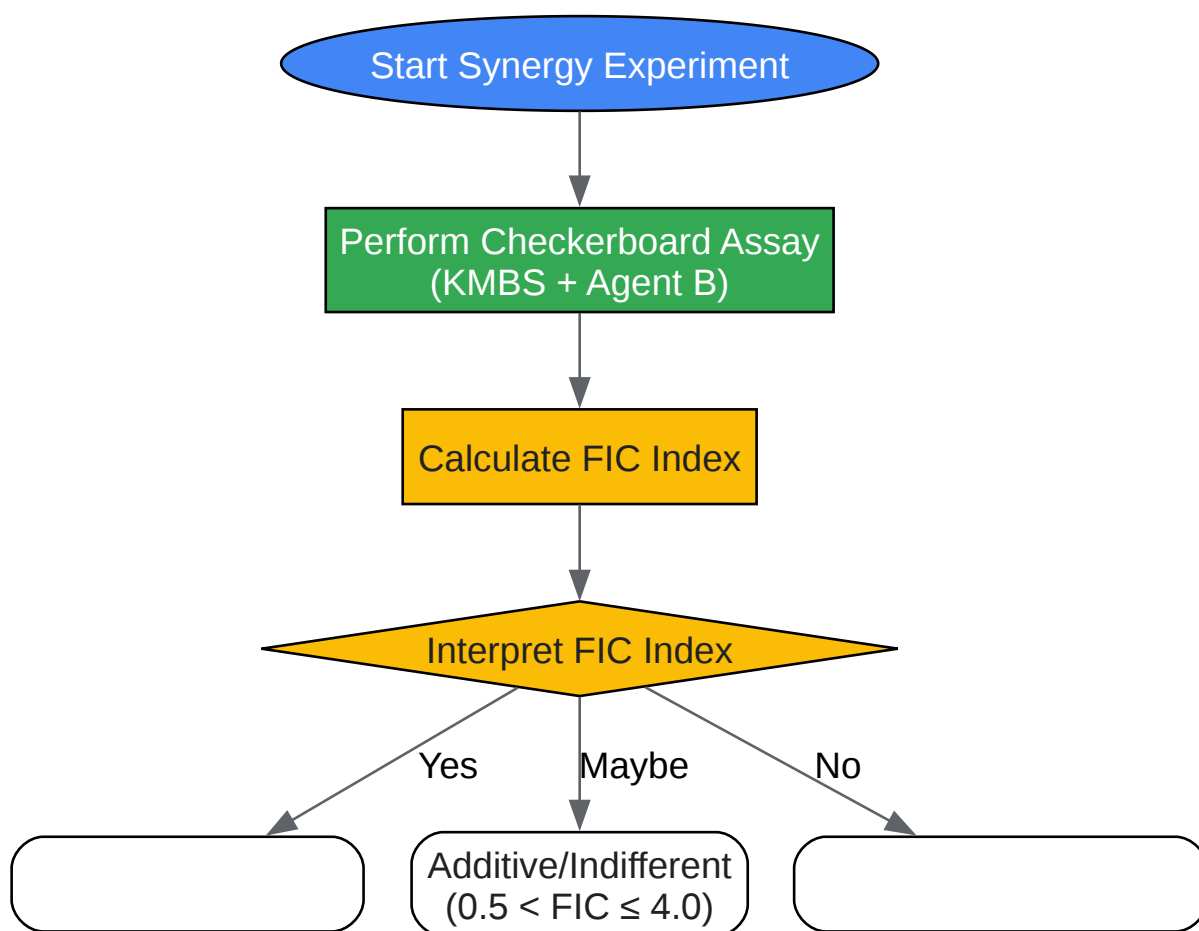 Start Synergy Experiment
Perform Checkerboard Assay
(KMBS + Agent B)
Calculate FIC Index
Interpret FIC Index
Yes
Maybe
No
Additive/Indifferent
(0.5 < FIC ≤ 4.0)